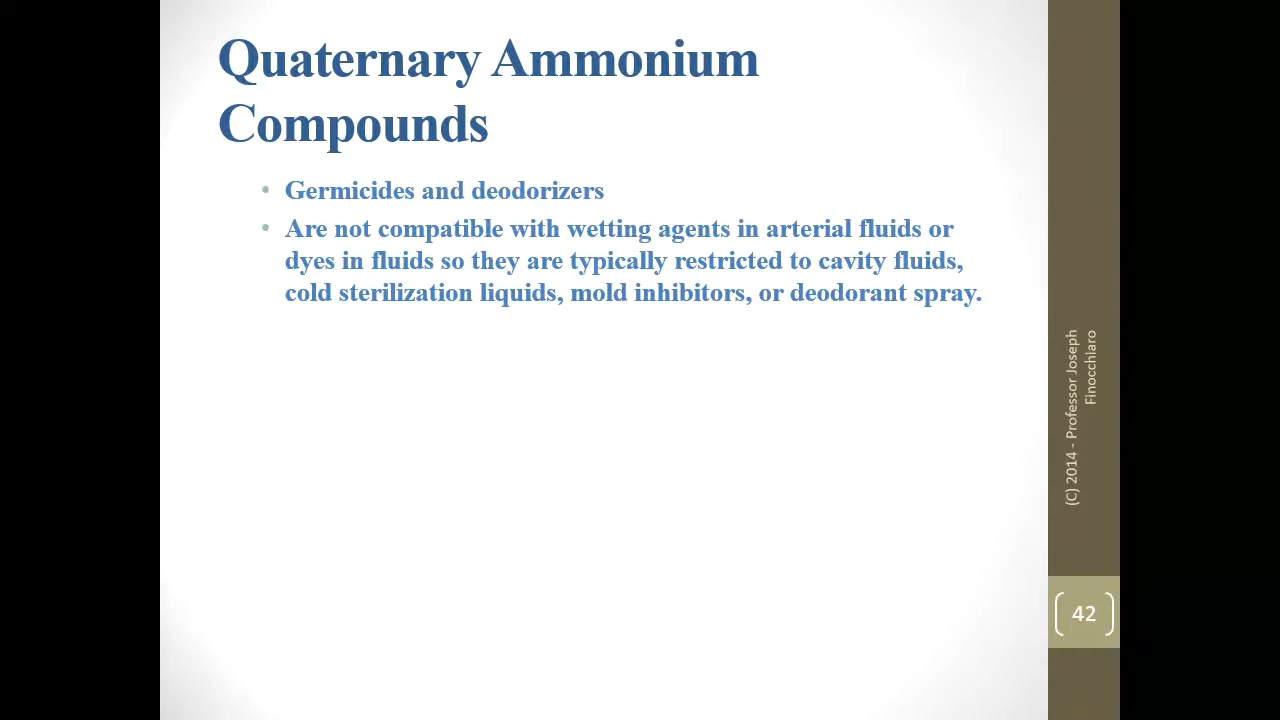 Quaternary Ammonium
Compounds
• Germicides and deodorizers
• Are not compatible with wetting agents in arterial fluids or
dyes in fluids so they are typically restricted to cavity fluids,
cold sterilization liquids, mold inhibitors, or deodorant spray.
(C) 2014 - Professor Joseph
Finocchiaro
42